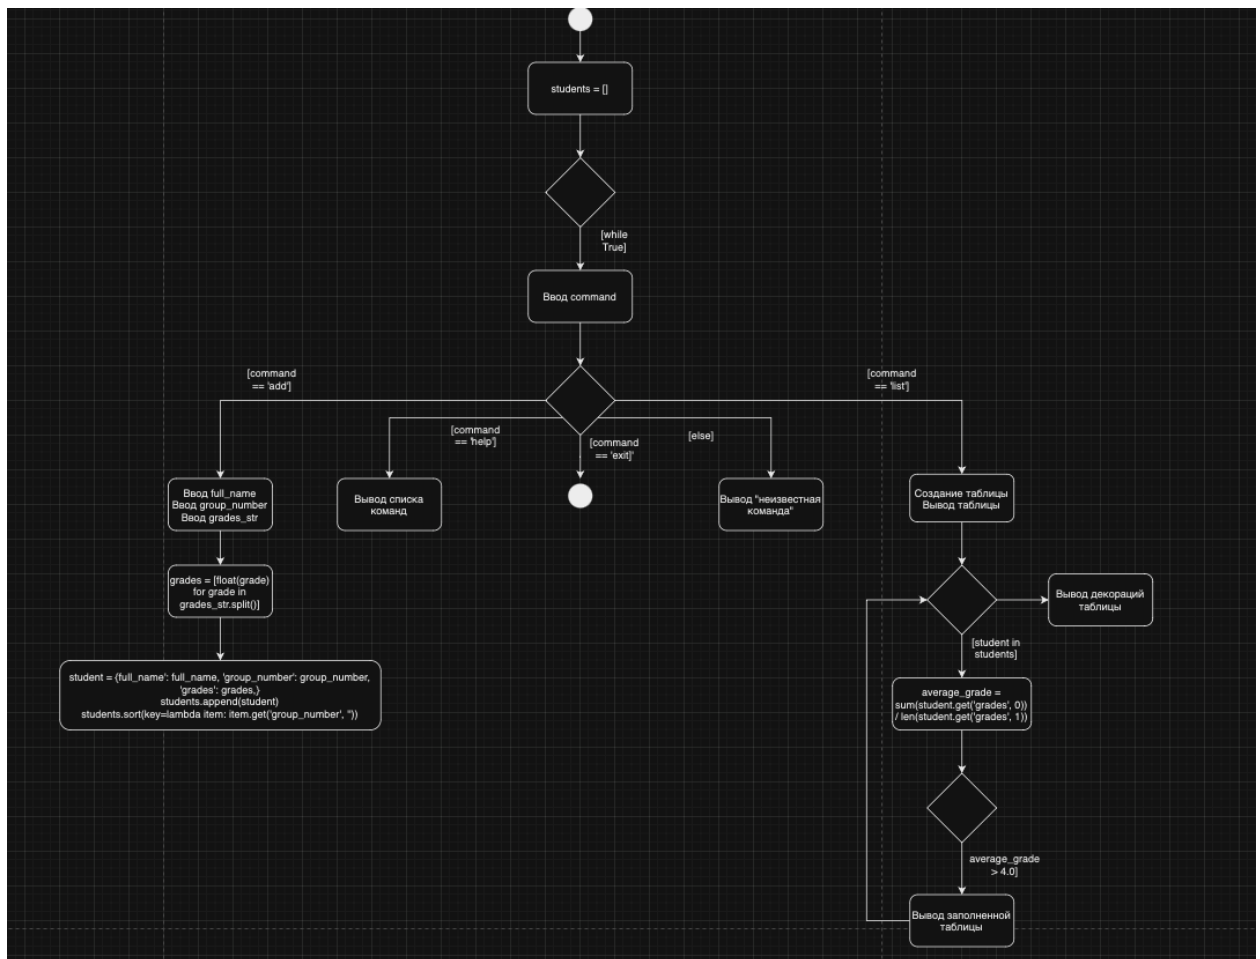 students = []
[while
True]
Ввод command
[command
== 'add']
[command
== 'list']
[command
== 'help']
[command
== 'exit]'
[else]
Ввод full_name
Ввод group_number
Ввод grades_str
Вывод списка
команд
Вывод "неизвестная
команда"
Создание таблицы
Вывод таблицы
grades = [float(grade)
for grade in
grades_str.split()]
Вывод декораций
таблицы
[student in
students]
student = {full_name': full_name, 'group_number': group_number,
'grades': grades,}
students.append(student)
students.sort(key=lambda item: item.get('group_number', ''))
average_grade =
sum(student.get('grades', 0))
/ len(student.get('grades', 1))
average_grade
> 4.0]
Вывод заполненной
таблицы